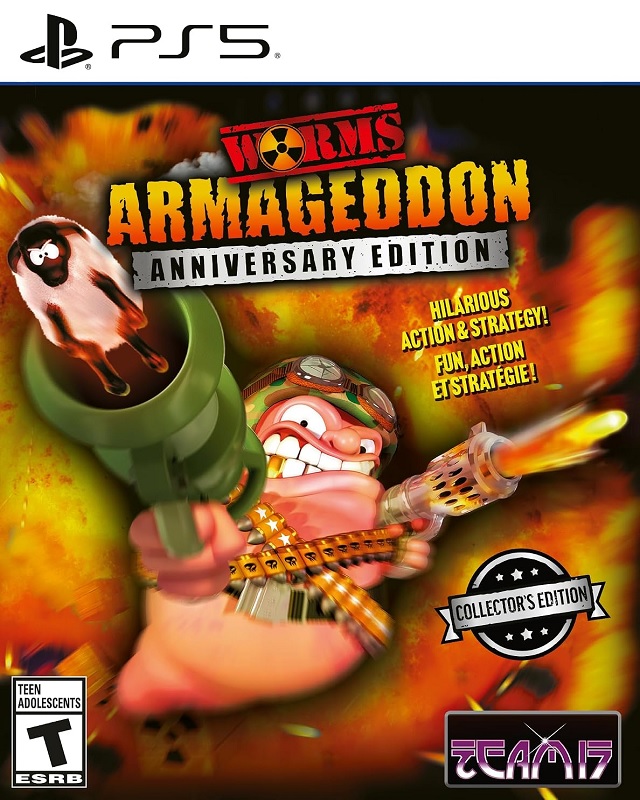 PS5
WORMS
ARMAGEDDON
ANNIVERSARY EDITION
HILARIOUS
ACTION & STRATEGY!
FUN, ACTION
ET STRATÉGIE!
COLLECTOR'S EDITION
TEEN
ADOLESCENTS
T
ESRB
TEAM17